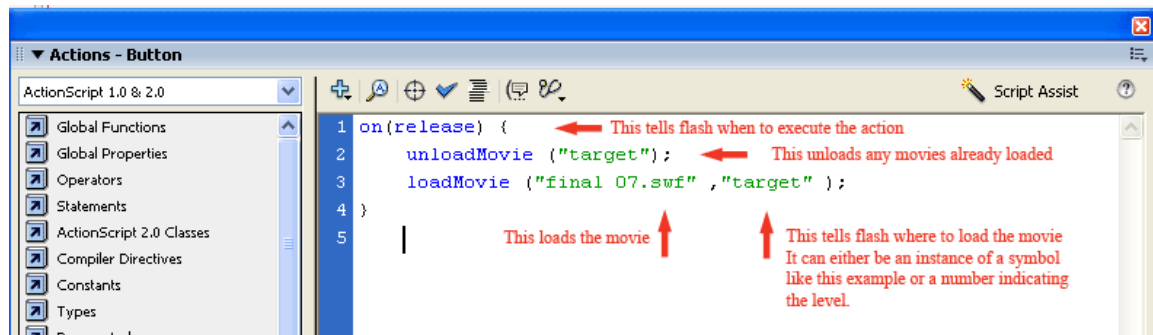 Actions - Button
ActionScript 1.0 & 2.0
Script Assist
Global Functions
Global Properties
Operators
Statements
ActionScript 2.0 Classes
Compiler Directives
Constants
Types
1 on(release) {
This tells flash when to execute the action
2 unloadMovie ("target");
This unloads any movies already loaded
3 loadMovie ("final 07.swf" ,"target" );
4 }
5
This loads the movie
This tells flash where to load the movie
It can either be an instance of a symbol
like this example or a number indicating
the level.